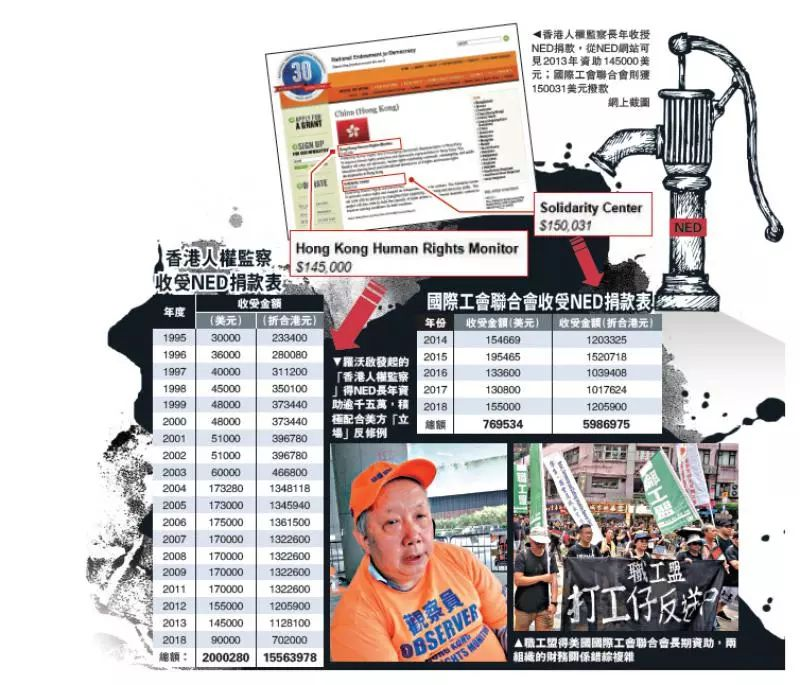 ◀香港人權監察長年收授
NED捐款，從NED網站可
見2013年資助145000美
元；國際工會聯合會則獲
150031美元撥款
網上截圖
30
National Endowment for Democracy
China (Hong Kong)
APPLY FOR
A GRANT
SIGN UP
Hong Kong Human Rights Monitor
Solidarity Center
$150,031
NED
Hong Kong Human Rights Monitor
$145,000
香港人權監察
收受NED捐款表
年度 收受金額
(美元) (折合港元)
1995 30000 233400
1996 36000 280080
1997 40000 311200
1998 45000 350100
1999 48000 373440
2000 48000 373440
2001 51000 396780
2002 51000 396780
2003 60000 466800
2004 173280 1348118
2005 173000 1345940
2006 175000 1361500
2007 170000 1322600
2008 170000 1322600
2009 170000 1322600
2011 170000 1322600
2012 155000 1205900
2013 145000 1128100
2018 90000 702000
總額： 2000280 15563978
國際工會聯合會收受NED捐款表
年份 收受金額(美元) 收受金額(折合港元)
2014 154669 1203325
2015 195465 1520718
2016 133600 1039408
2017 130800 1017624
2018 155000 1205900
總額 769534 5986975
▼羅沃啟發起的
「香港人權監察
」得NED長年資
助逾千五萬，積
極配合美方「立
場」反修例
觀察員
OBSERVER
HONG KONG
RIGHTS MONITOR
職工盟
職工盟
職工盟
打工仔反送中
▲職工盟得美國國際工會聯合會長期資助，兩
組織的財務關係錯綜複雜